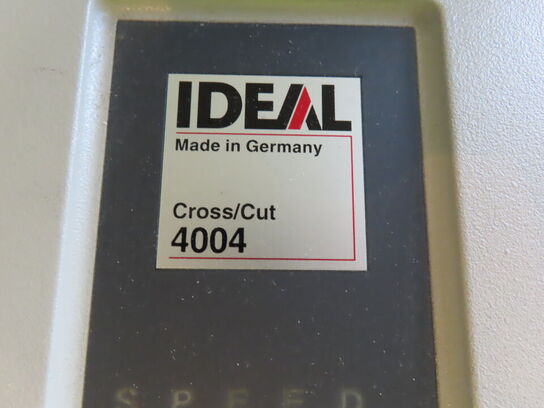 IDEAL
Made in Germany
Cross/Cut
4004
SPEED